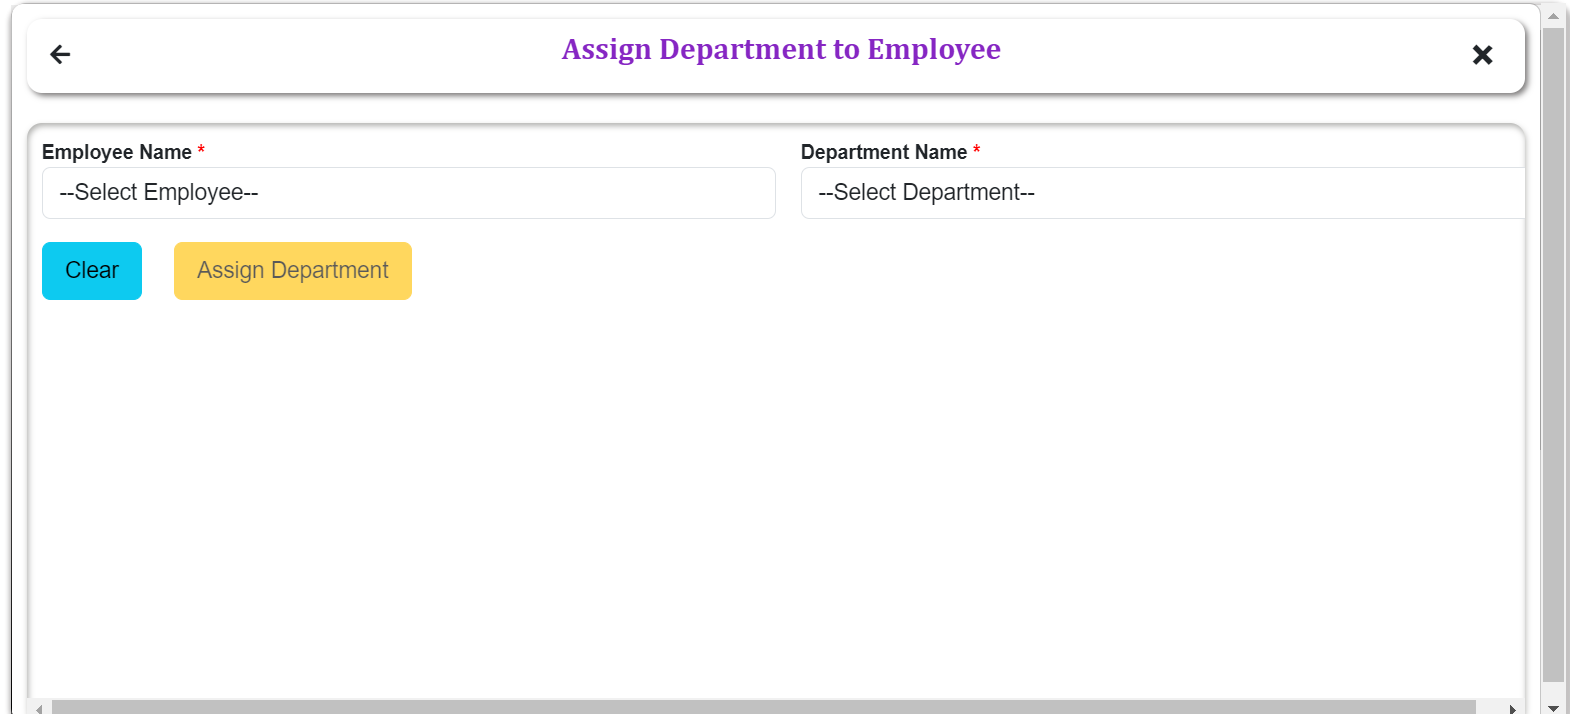 Assign Department to Employee
Employee Name *
Department Name *
--Select Employee--
--Select Department--
Clear
Assign Department